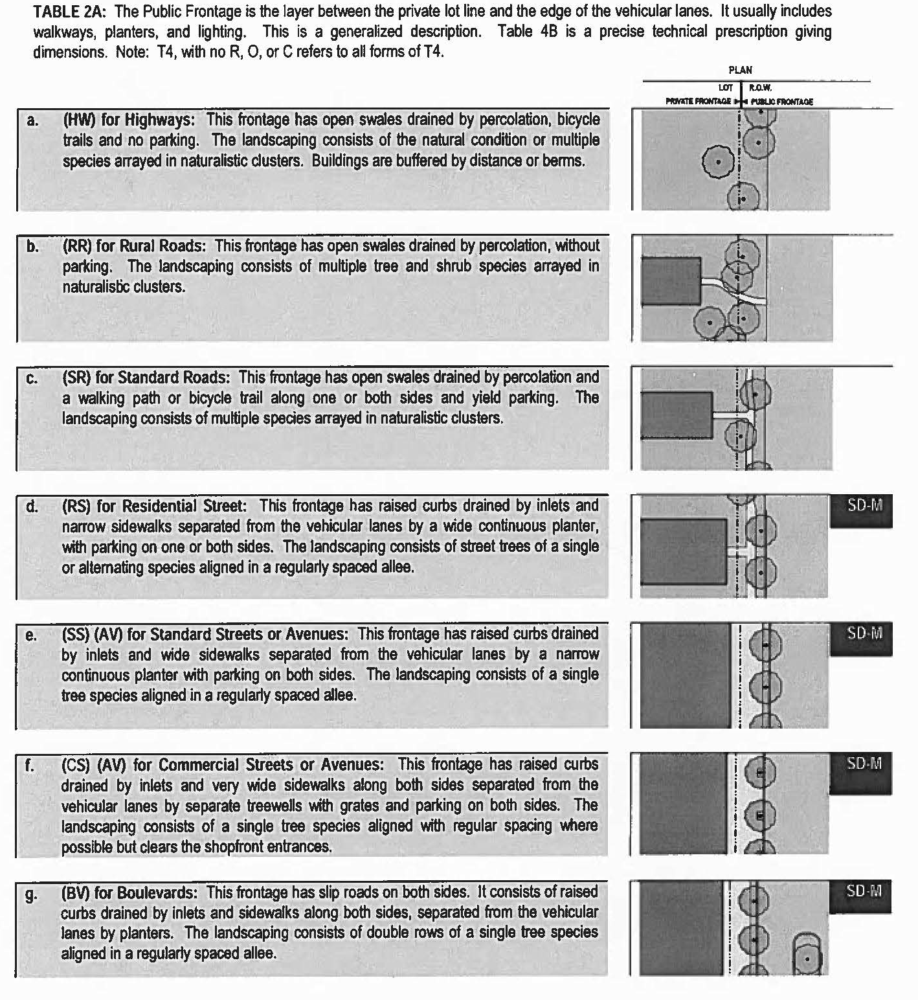 TABLE 2A: The Public Frontage is the layer between the private lot line and the edge of the vehicular lanes. It usually includes
walkways, planters, and lighting. This is a generalized description. Table 4B is a precise technical prescription giving
dimensions. Note: T4, with no R, O, or C refers to all forms of T4.
PLAN
LOT R.O.W.
PRIVATE FRONTAGE PUBLIC FRONTAGE
a. (HW) for Highways: This frontage has open swales drained by percolation, bicycle
trails and no parking. The landscaping consists of the natural condition or multiple
species arrayed in naturalistic clusters. Buildings are buffered by distance or berms.
b. (RR) for Rural Roads: This frontage has open swales drained by percolation, without
parking. The landscaping consists of multiple tree and shrub species arrayed in
naturalistic clusters.
c. (SR) for Standard Roads: This frontage has open swales drained by percolation and
a walking path or bicycle trail along one or both sides and yield parking. The
landscaping consists of multiple species arrayed in naturalistic clusters.
d. (RS) for Residential Street: This frontage has raised curbs drained by inlets and
narrow sidewalks separated from the vehicular lanes by a wide continuous planter,
with parking on one or both sides. The landscaping consists of street trees of a single
or alternating species aligned in a regularly spaced allee.
SD-M
e. (SS) (AV) for Standard Streets or Avenues: This frontage has raised curbs drained
by inlets and wide sidewalks separated from the vehicular lanes by a narrow
continuous planter with parking on both sides. The landscaping consists of a single
tree species aligned in a regularly spaced allee.
SD-M
f. (CS) (AV) for Commercial Streets or Avenues: This frontage has raised curbs
drained by inlets and very wide sidewalks along both sides separated from the
vehicular lanes by separate treewells with grates and parking on both sides. The
landscaping consists of a single tree species aligned with regular spacing where
possible but clears the shopfront entrances.
SD-M
g. (BV) for Boulevards: This frontage has slip roads on both sides. It consists of raised
curbs drained by inlets and sidewalks along both sides, separated from the vehicular
lanes by planters. The landscaping consists of double rows of a single tree species
aligned in a regularly spaced allee.
SD-M